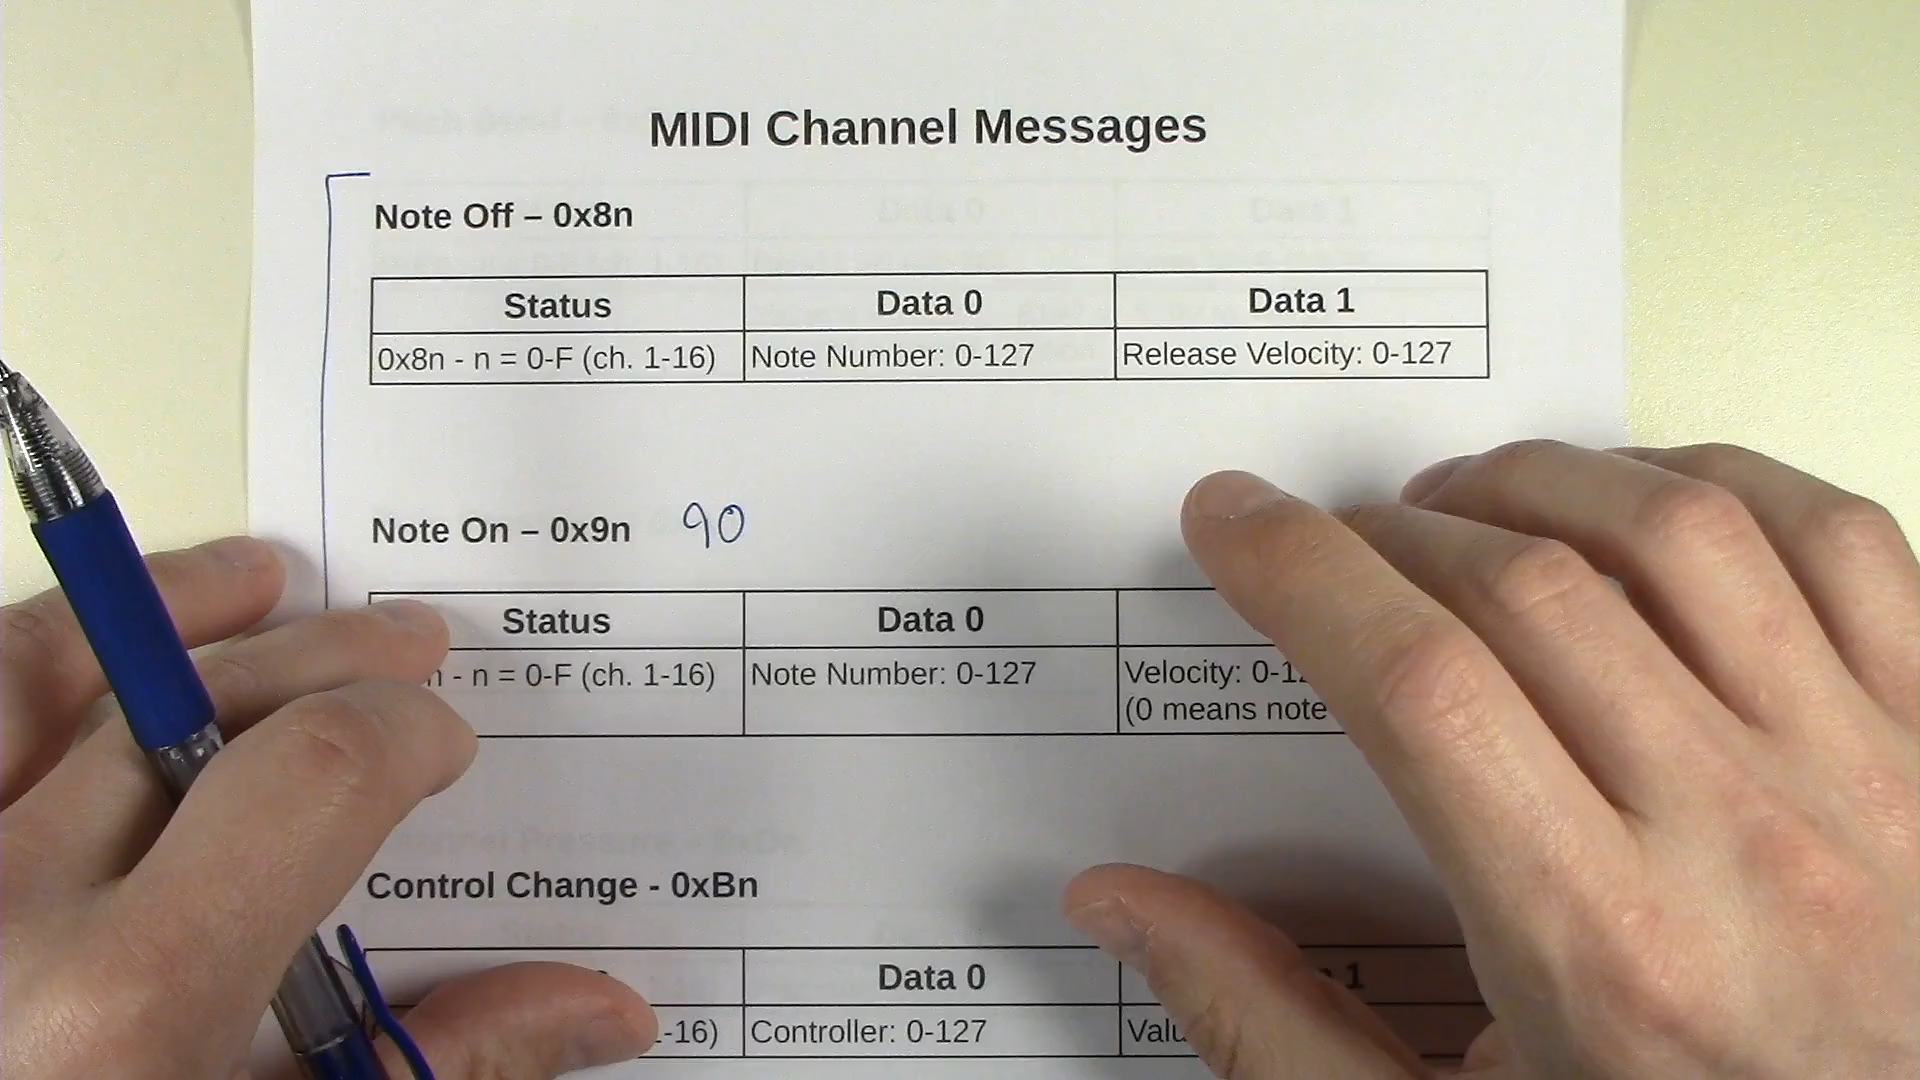 MIDI Channel Messages
Note Off – 0x8n
Status Data 0 Data 1
0x8n - n = 0-F (ch. 1-16) Note Number: 0-127 Release Velocity: 0-127
Note On – 0x9n 90
Status Data 0
- n = 0-F (ch. 1-16) Note Number: 0-127 Velocity:
(0 means note
Control Change - 0xBn
Data 0 1
-16) Controller: 0-127